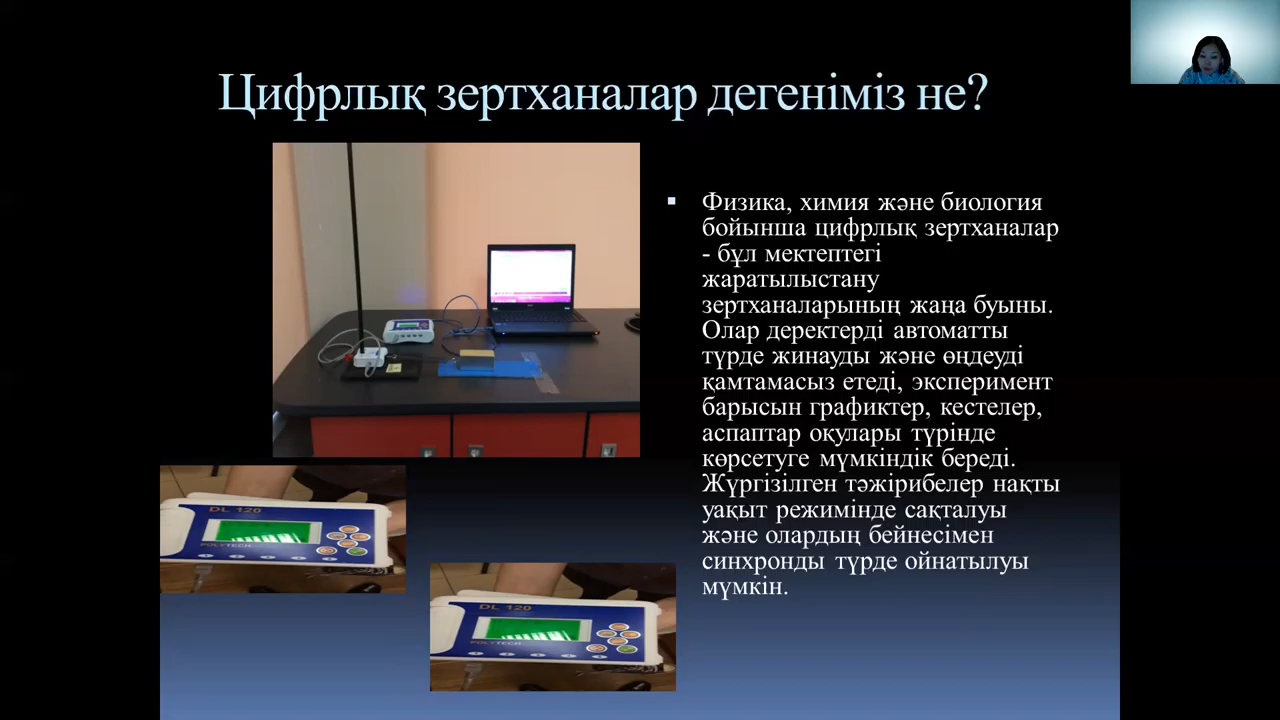 Цифрлық зертханалар дегеніміз не?
Физика, химия және биология
бойынша цифрлық зертханалар
- бұл мектептегі
жаратылыстану
зертханаларының жаңа буыны.
Олар деректерді автоматты
түрде жинауды және өңдеуді
қамтамасыз етеді, эксперимент
барысын графиктер, кестелер,
аспаптар оқулары түрінде
көрсетуге мүмкіндік береді.
Жүргізілген тәжірибелер нақты
уақыт режимінде сақталуы
және олардың бейнесімен
синхронды түрде ойнатылуы
мүмкін.
DL 120
POLYTECH
DL 120
POLYTECH